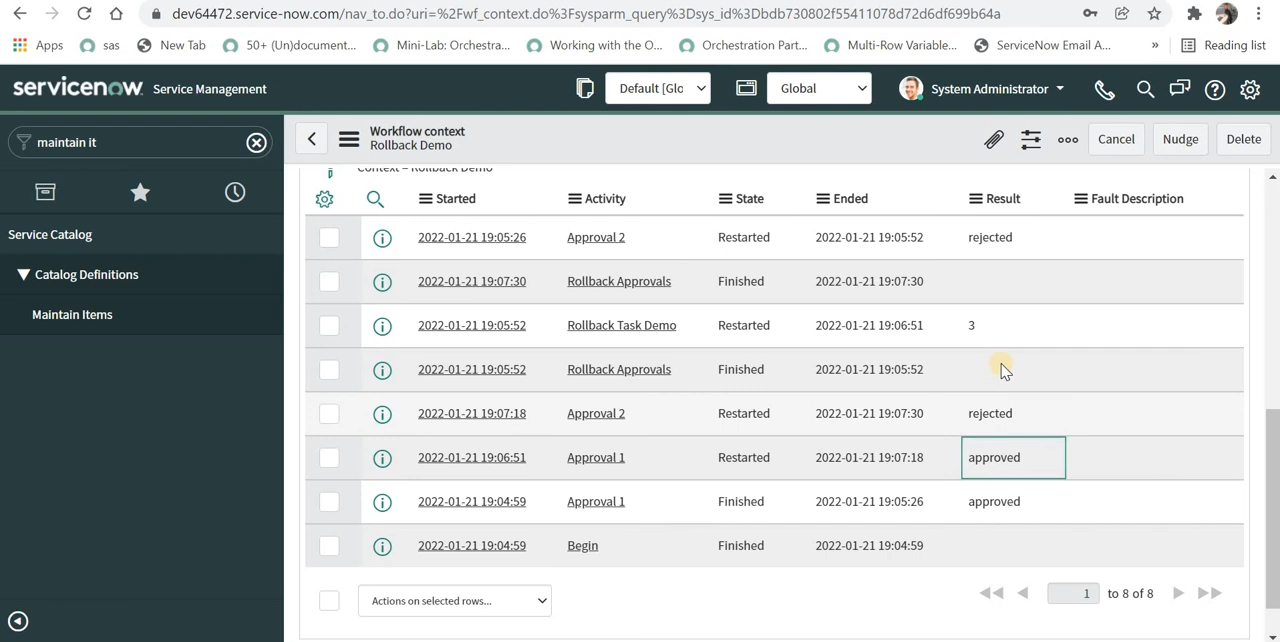 dev64472.service-now.com/nav_to.do?uri=%2Fwf_context.do%3Fsysparm_query%3Dsys_id%3Dbdb730802f55411078d72d6df699b64a
Apps sas New Tab 50+ (Un)document... Mini-Lab: Orchestra... Working with the O... Orchestration Part... Multi-Row Variable... ServiceNow Email A... » Reading list
servicenow Service Management Default [Glo Global System Administrator
maintain it
Workflow context
Rollback Demo
Cancel Nudge Delete
Service Catalog
Catalog Definitions
Maintain Items
Context = Rollback Demo
Started Activity State Ended Result Fault Description
2022-01-21 19:05:26 Approval 2 Restarted 2022-01-21 19:05:52 rejected
2022-01-21 19:07:30 Rollback Approvals Finished 2022-01-21 19:07:30
2022-01-21 19:05:52 Rollback Task Demo Restarted 2022-01-21 19:06:51 3
2022-01-21 19:05:52 Rollback Approvals Finished 2022-01-21 19:05:52
2022-01-21 19:07:18 Approval 2 Restarted 2022-01-21 19:07:30 rejected
2022-01-21 19:06:51 Approval 1 Restarted 2022-01-21 19:07:18 approved
2022-01-21 19:04:59 Approval 1 Finished 2022-01-21 19:05:26 approved
2022-01-21 19:04:59 Begin Finished 2022-01-21 19:04:59
Actions on selected rows... 1 to 8 of 8